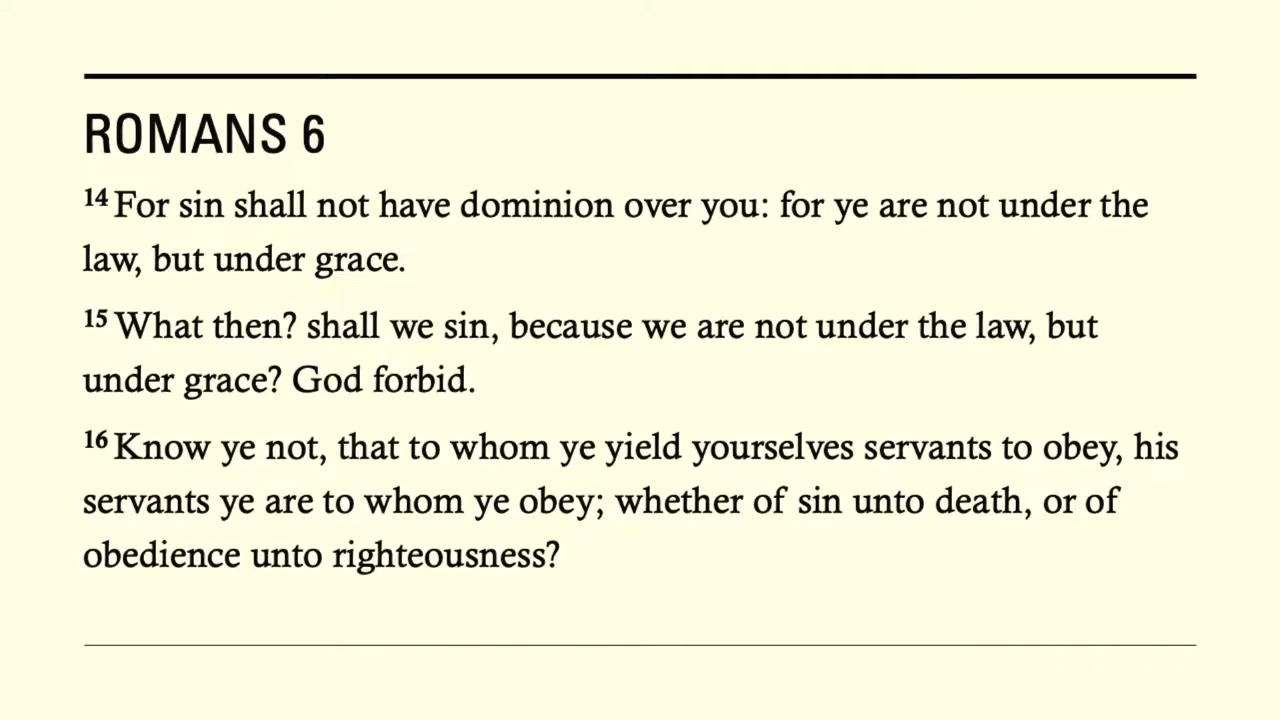 ROMANS 6
14 For sin shall not have dominion over you: for ye are not under the
law, but under grace.
15 What then? shall we sin, because we are not under the law, but
under grace? God forbid.
16 Know ye not, that to whom ye yield yourselves servants to obey, his
servants ye are to whom ye obey; whether of sin unto death, or of
obedience unto righteousness?